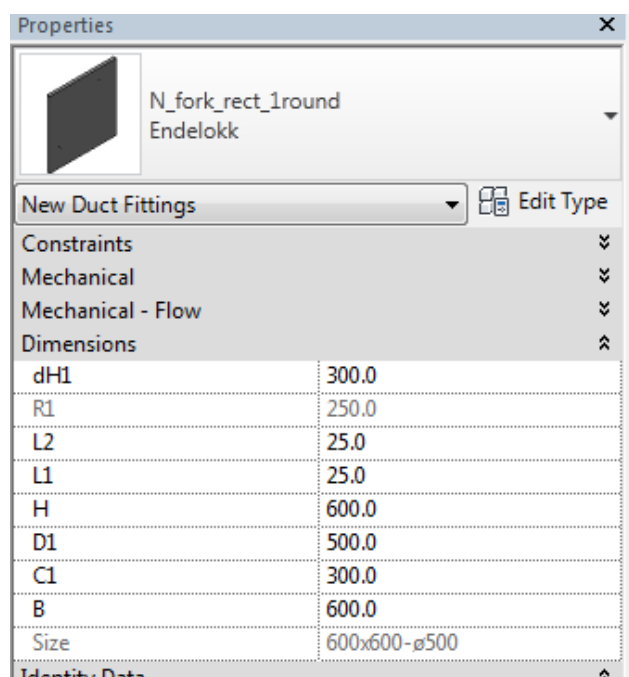 Properties
N_fork_rect_1round
Endelokk
New Duct Fittings Edit Type
Constraints
Mechanical
Mechanical - Flow
Dimensions
dH1 300.0
R1 250.0
L2 25.0
L1 25.0
H 600.0
D1 500.0
C1 300.0
B 600.0
Size 600x600-ø500
Identity Data